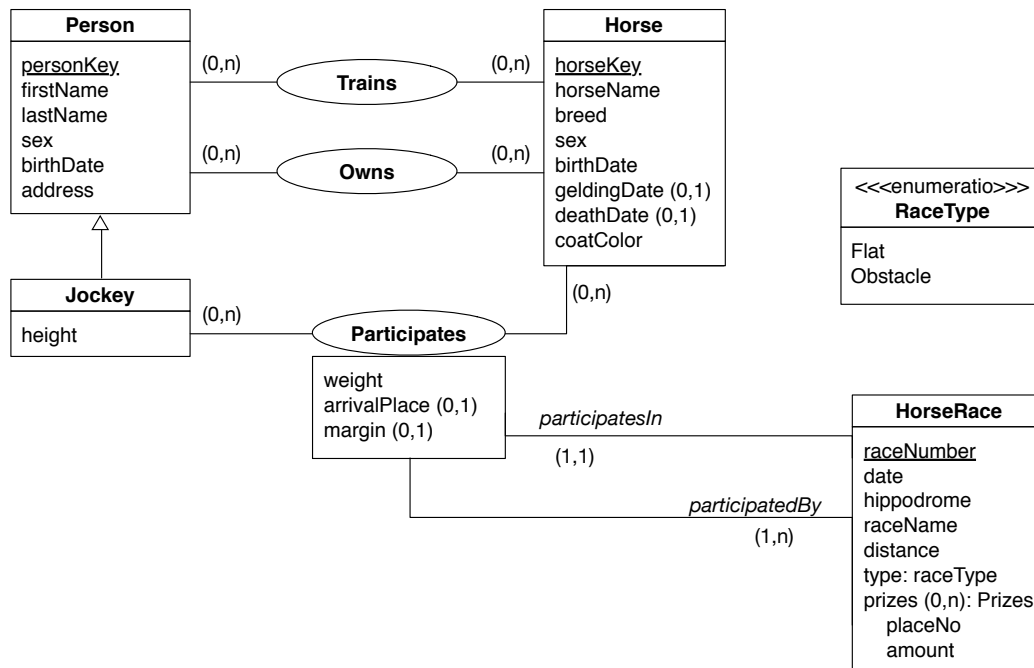 Person
personKey
firstName
lastName
sex
birthDate
address
(0,n)
Trains
(0,n)
(0,n)
Owns
(0,n)
Horse
horseKey
horseName
breed
sex
birthDate
geldingDate (0,1)
deathDate (0,1)
coatColor
<<<enumeratio>>>
RaceType
Flat
Obstacle
Jockey
height
(0,n)
Participates
(0,n)
weight
arrivalPlace (0,1)
margin (0,1)
participatesIn
(1,1)
participatedBy
(1,n)
HorseRace
raceNumber
date
hippodrome
raceName
distance
type: raceType
prizes (0,n): Prizes
placeNo
amount